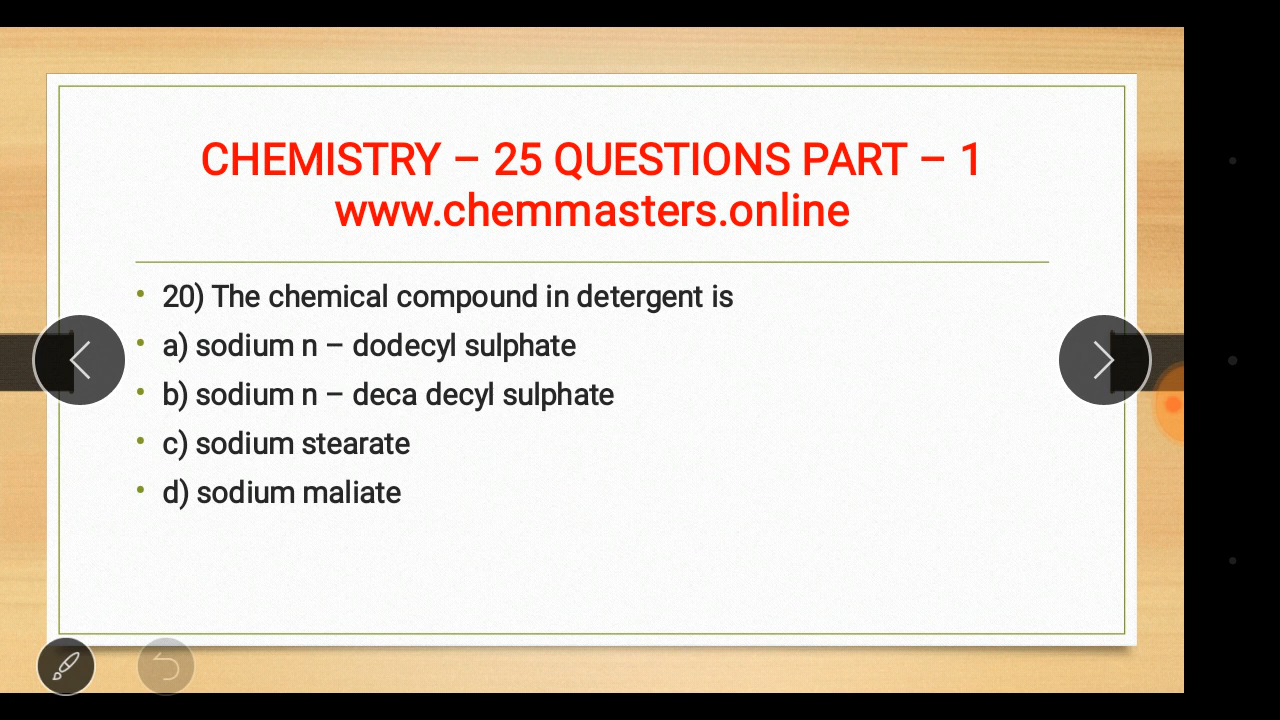 CHEMISTRY – 25 QUESTIONS PART – 1
www.chemmasters.online
• 20) The chemical compound in detergent is
• a) sodium n – dodecyl sulphate
• b) sodium n – deca decyl sulphate
• c) sodium stearate
• d) sodium maliate